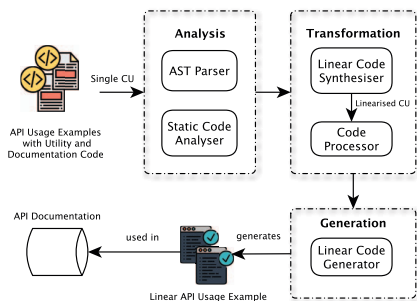 Analysis
AST Parser
Static Code
Analyser
Single CU
API Usage Examples
with Utility and
Documentation Code
Transformation
Linear Code
Synthesiser
Linearised CU
Code
Processor
Generation
Linear Code
Generator
generates
Linear API Usage Example
used in
API Documentation